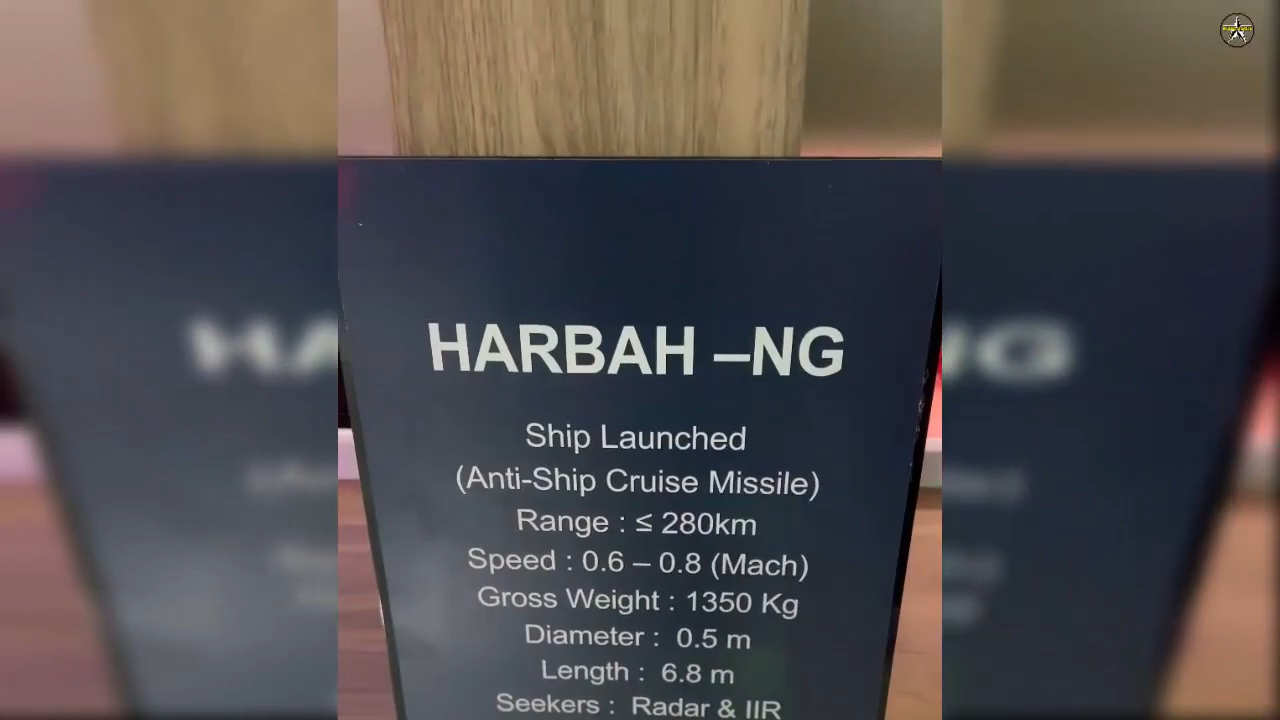 HARBAH –NG
Ship Launched
(Anti-Ship Cruise Missile)
Range : ≤ 280km
Speed : 0.6 – 0.8 (Mach)
Gross Weight : 1350 Kg
Diameter : 0.5 m
Length : 6.8 m
Seekers : Radar & IIR